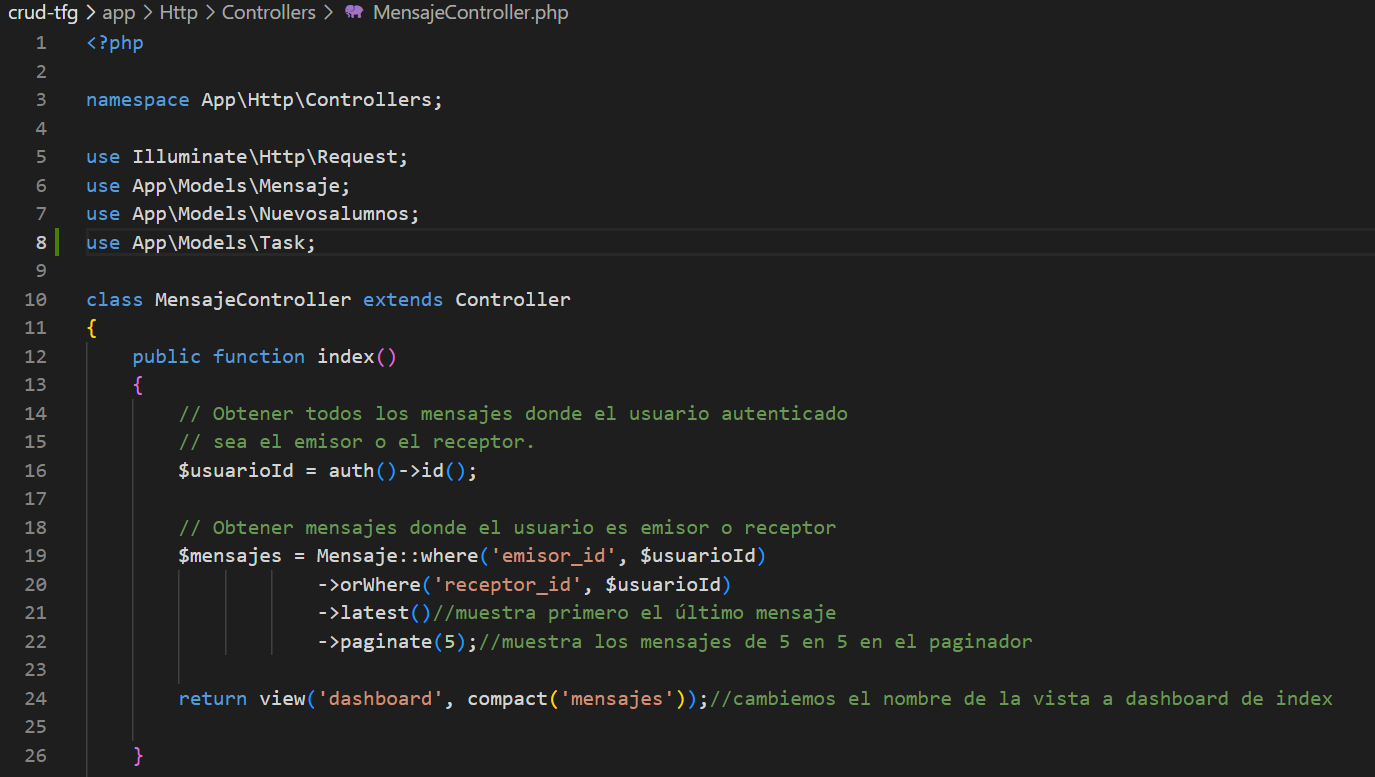 crud-tfg > app > Http > Controllers > MensajeController.php
1 <?php
2
3 namespace App\Http\Controllers;
4
5 use Illuminate\Http\Request;
6 use App\Models\Mensaje;
7 use App\Models\Nuevosalumnos;
8 use App\Models\Task;
9
10 class MensajeController extends Controller
11 {
12     public function index()
13     {
14         // Obtener todos los mensajes donde el usuario autenticado
15         // sea el emisor o el receptor.
16         $usuarioId = auth()->id();
17
18         // Obtener mensajes donde el usuario es emisor o receptor
19         $mensajes = Mensaje::where('emisor_id', $usuarioId)
20                     ->orWhere('receptor_id', $usuarioId)
21                     ->latest()//muestra primero el último mensaje
22                     ->paginate(5);//muestra los mensajes de 5 en 5 en el paginador
23
24         return view('dashboard', compact('mensajes'));//cambiemos el nombre de la vista a dashboard de index
25
26     }